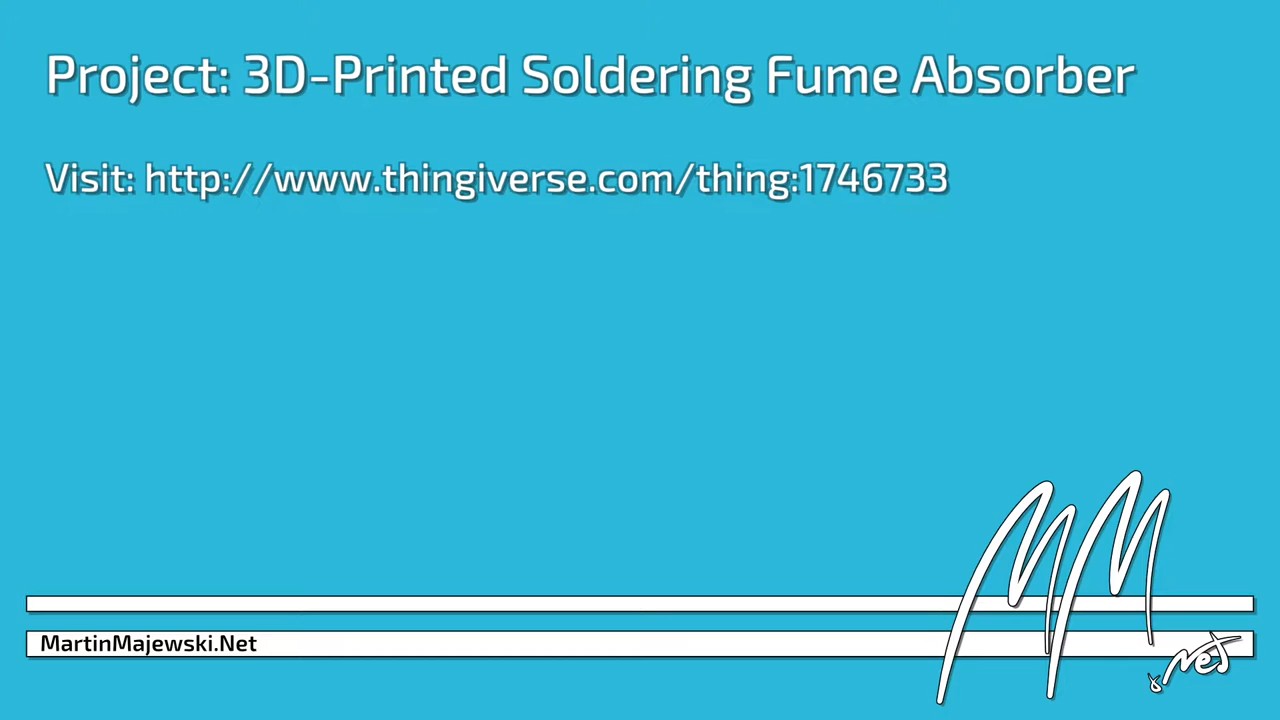 Project: 3D-Printed Soldering Fume Absorber
Visit: http://www.thingiverse.com/thing:1746733
MM
.Net
MartinMajewski.Net